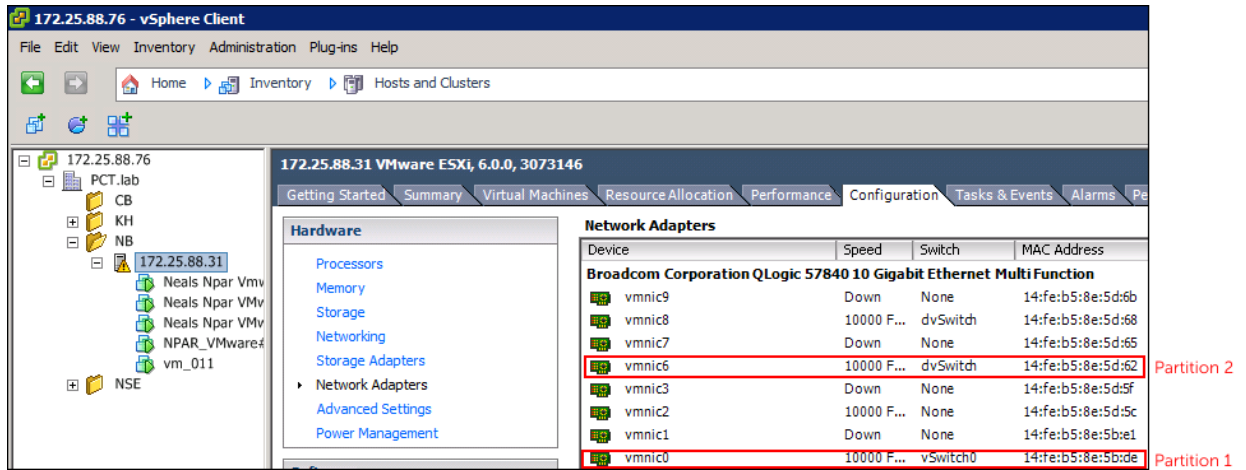 172.25.88.76 - vSphere Client
File Edit View Inventory Administration Plug-ins Help
Home Inventory Hosts and Clusters
172.25.88.76
PCT.lab
CB
KH
NB
172.25.88.31
Neals Npar Vmv
Neals Npar VMv
Neals Npar VMv
NPAR_VMware#
vm_011
NSE
172.25.88.31 VMware ESXi, 6.0.0, 3073146
Getting Started Summary Virtual Machines Resource Allocation Performance Configuration Tasks & Events Alarms Pe
Hardware
Processors
Memory
Storage
Networking
Storage Adapters
Network Adapters
Advanced Settings
Power Management
Network Adapters
Device Speed Switch MAC Address
Broadcom Corporation QLogic 57840 10 Gigabit Ethernet Multi Function
vmnic9 Down None 14:fe:b5:8e:5d:6b
vmnic8 10000 F... dvSwitch 14:fe:b5:8e:5d:68
vmnic7 Down None 14:fe:b5:8e:5d:65
vmnic6 10000 F... dvSwitch 14:fe:b5:8e:5d:62 Partition 2
vmnic3 Down None 14:fe:b5:8e:5d:5f
vmnic2 10000 F... None 14:fe:b5:8e:5d:5c
vmnic1 Down None 14:fe:b5:8e:5b:e1
vmnic0 10000 F... vSwitch0 14:fe:b5:8e:5b:de Partition 1